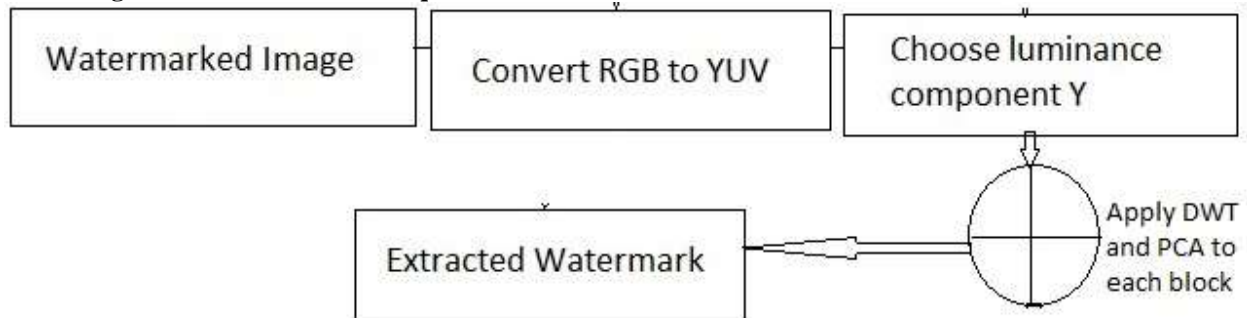 Watermarked Image
Convert RGB to YUV
Choose luminance
component Y
Apply DWT
and PCA to
each block
Extracted Watermark